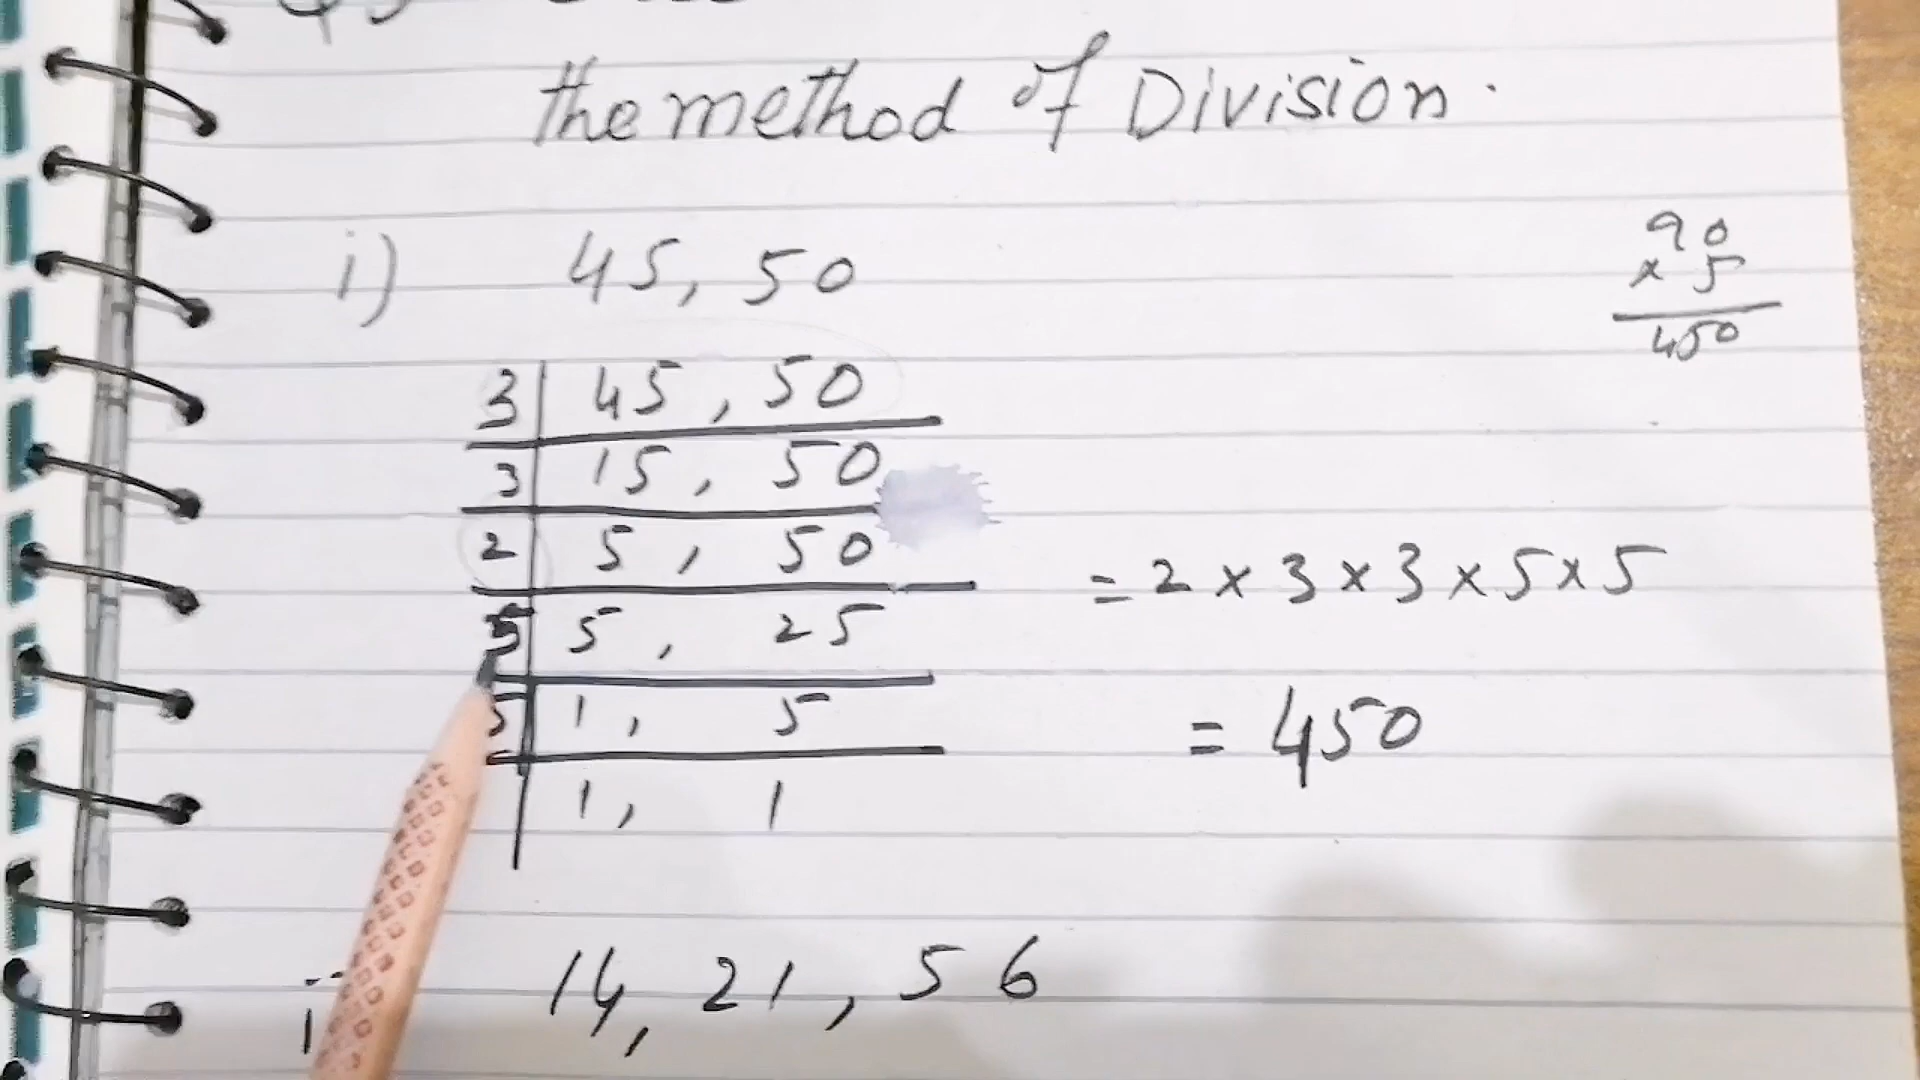 the method of Division.
i) 45, 50
90
x 5
450
3 | 45, 50
3 | 15, 50
2 | 5, 50
5 | 5, 25
5 | 1, 5
1, 1
= 2 x 3 x 3 x 5 x 5
= 450
14, 21, 56